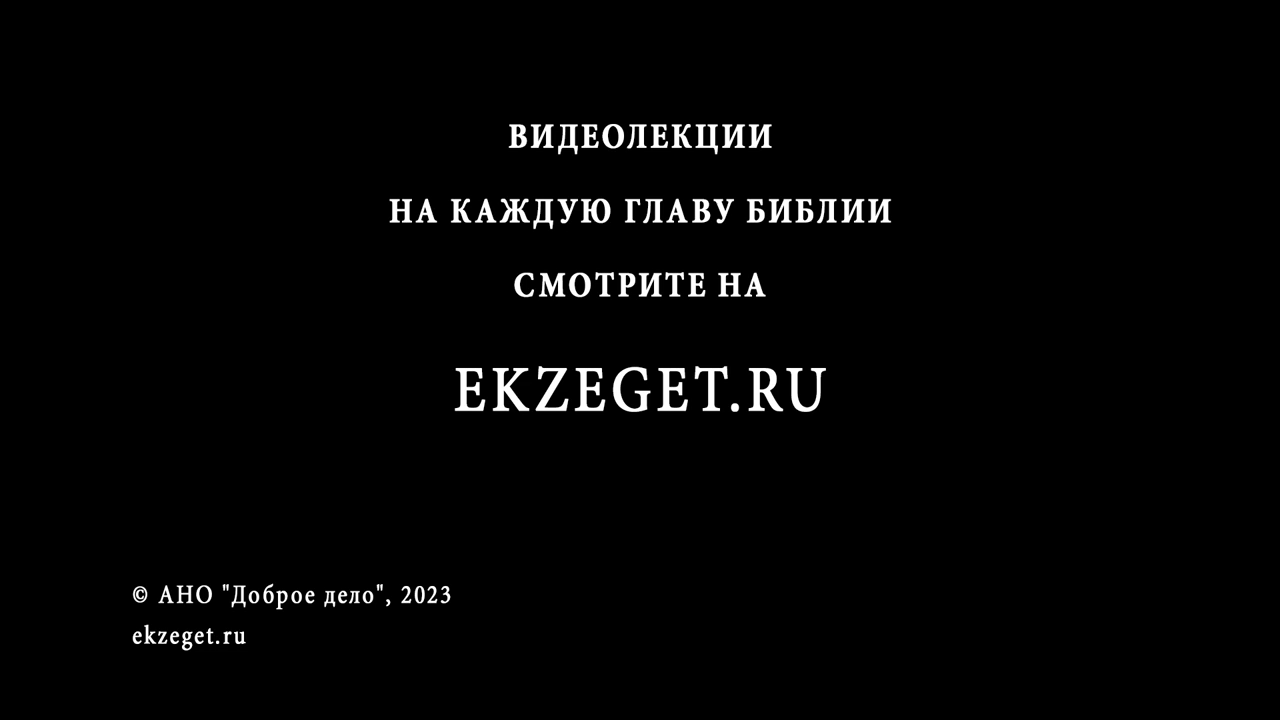 ВИДЕОЛЕКЦИИ
НА КАЖДУЮ ГЛАВУ БИБЛИИ
СМОТРИТЕ НА
EKZEGET.RU
© АНО "Доброе дело", 2023
ekzeget.ru